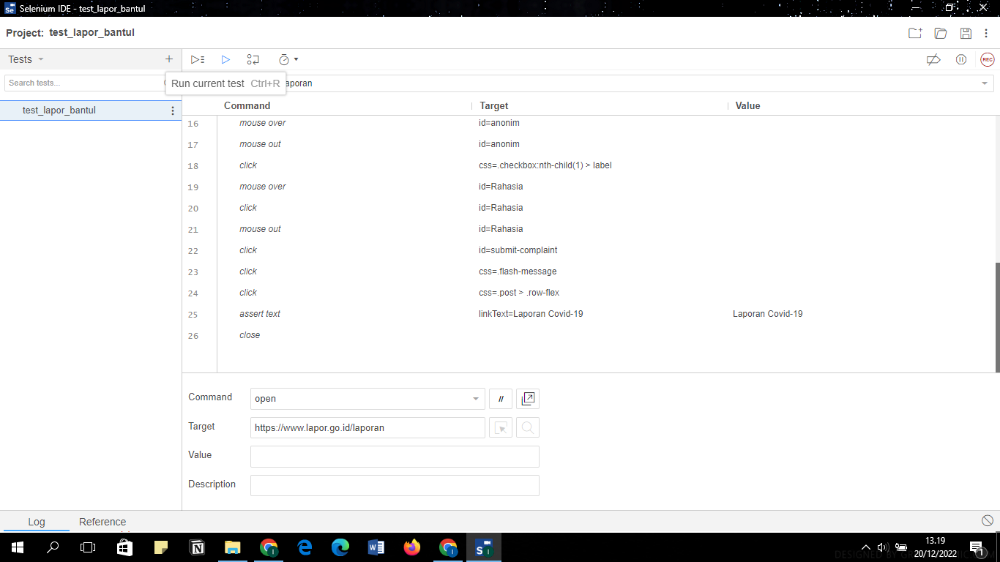 Selenium IDE - test_lapor_bantul
Project: test_lapor_bantul
Tests
REC
Search tests...
Run current test Ctrl+R
aporan
Command Target Value
test_lapor_bantul
16 mouse over id=anonim
17 mouse out id=anonim
18 click css=.checkbox:nth-child(1) > label
19 mouse over id=Rahasia
20 click id=Rahasia
21 mouse out id=Rahasia
22 click id=submit-complaint
23 click css=.flash-message
24 click css=.post > .row-flex
25 assert text linkText=Laporan Covid-19 Laporan Covid-19
26 close
Command open //
Target https://www.lapor.go.id/laporan
Value
Description
Log Reference
13.19
20/12/2022
1